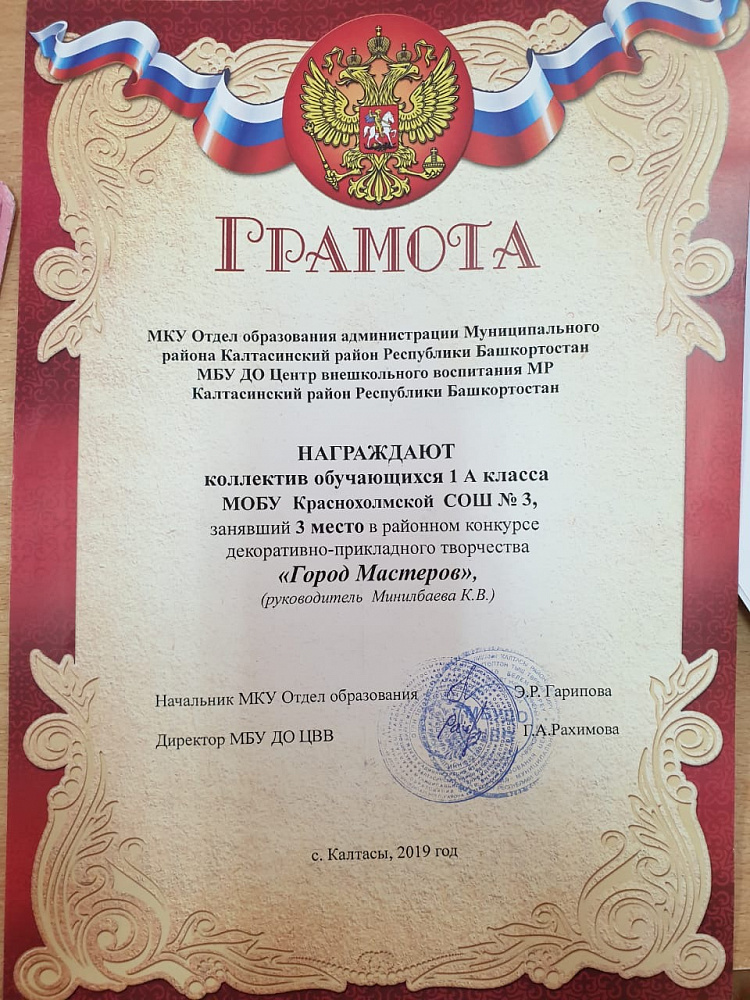 ГРАМОТА
МКУ Отдел образования администрации Муниципального
района Калтасинский район Республики Башкортостан
МБУ ДО Центр внешкольного воспитания МР
Калтасинский район Республики Башкортостан
НАГРАЖДАЮТ
коллектив обучающихся 1 А класса
МОБУ Краснохолмской СОШ № 3,
занявший 3 место в районном конкурсе
декоративно-прикладного творчества
«Город Мастеров»,
(руководитель Минилбаева К.В.)
Начальник МКУ Отдел образования Э.Р. Гарипова
Директор МБУ ДО ЦВВ Г.А.Рахимова
с. Калтасы, 2019 год